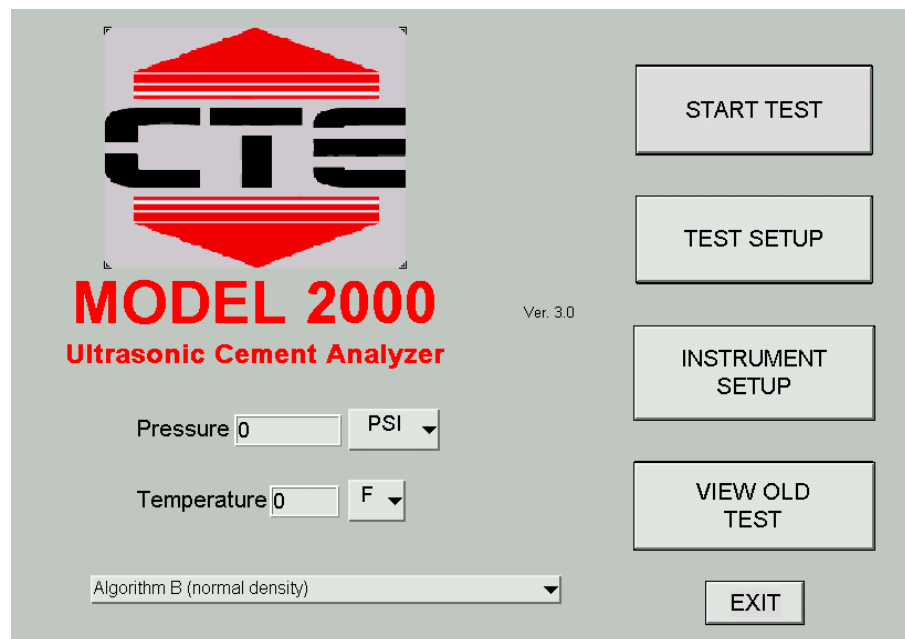 CTE
MODEL 2000
Ver. 3.0
Ultrasonic Cement Analyzer
Pressure 0 PSI
Temperature 0 F
Algorithm B (normal density)
START TEST
TEST SETUP
INSTRUMENT
SETUP
VIEW OLD
TEST
EXIT